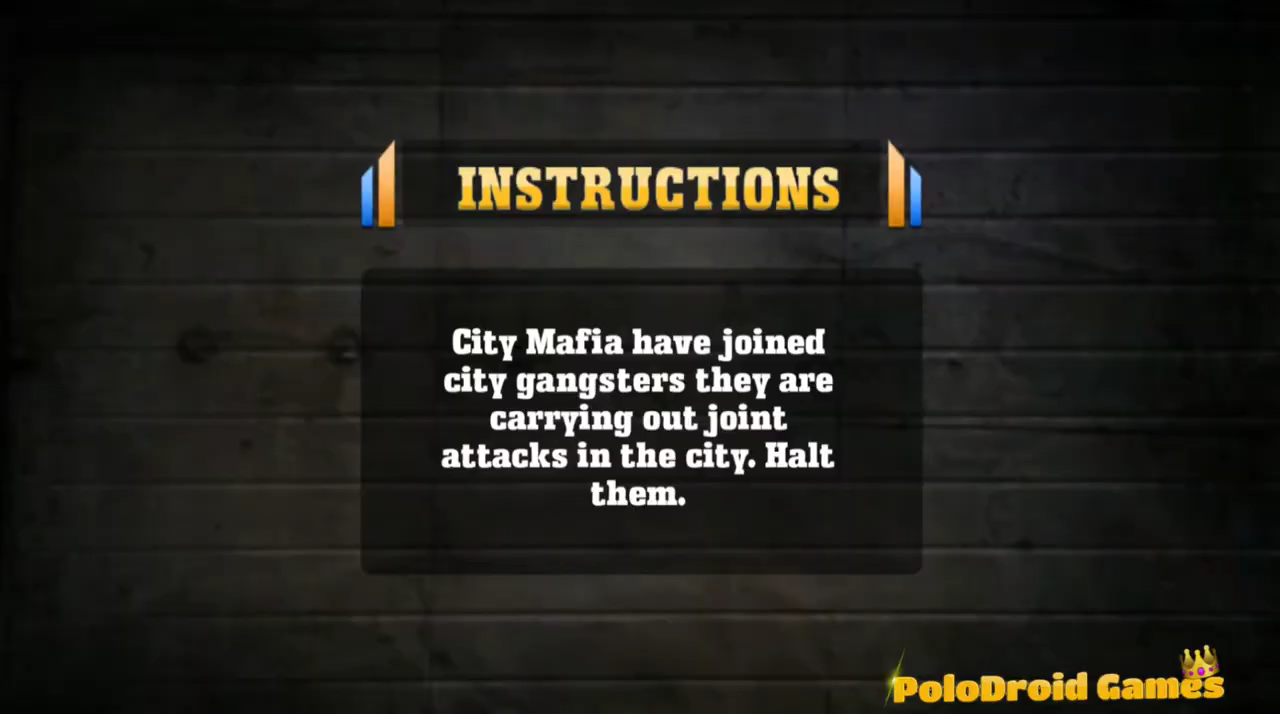 INSTRUCTIONS
City Mafia have joined
city gangsters they are
carrying out joint
attacks in the city. Halt
them.
PoloDroid Games